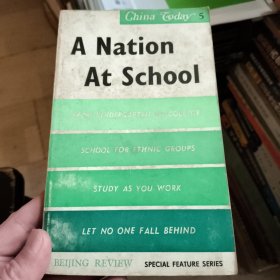 China Today 5
A Nation
At School
FROM KINDERGARTEN TO COLLEGE
SCHOOL FOR ETHNIC GROUPS
STUDY AS YOU WORK
LET NO ONE FALL BEHIND
BEIJING REVIEW SPECIAL FEATURE SERIES